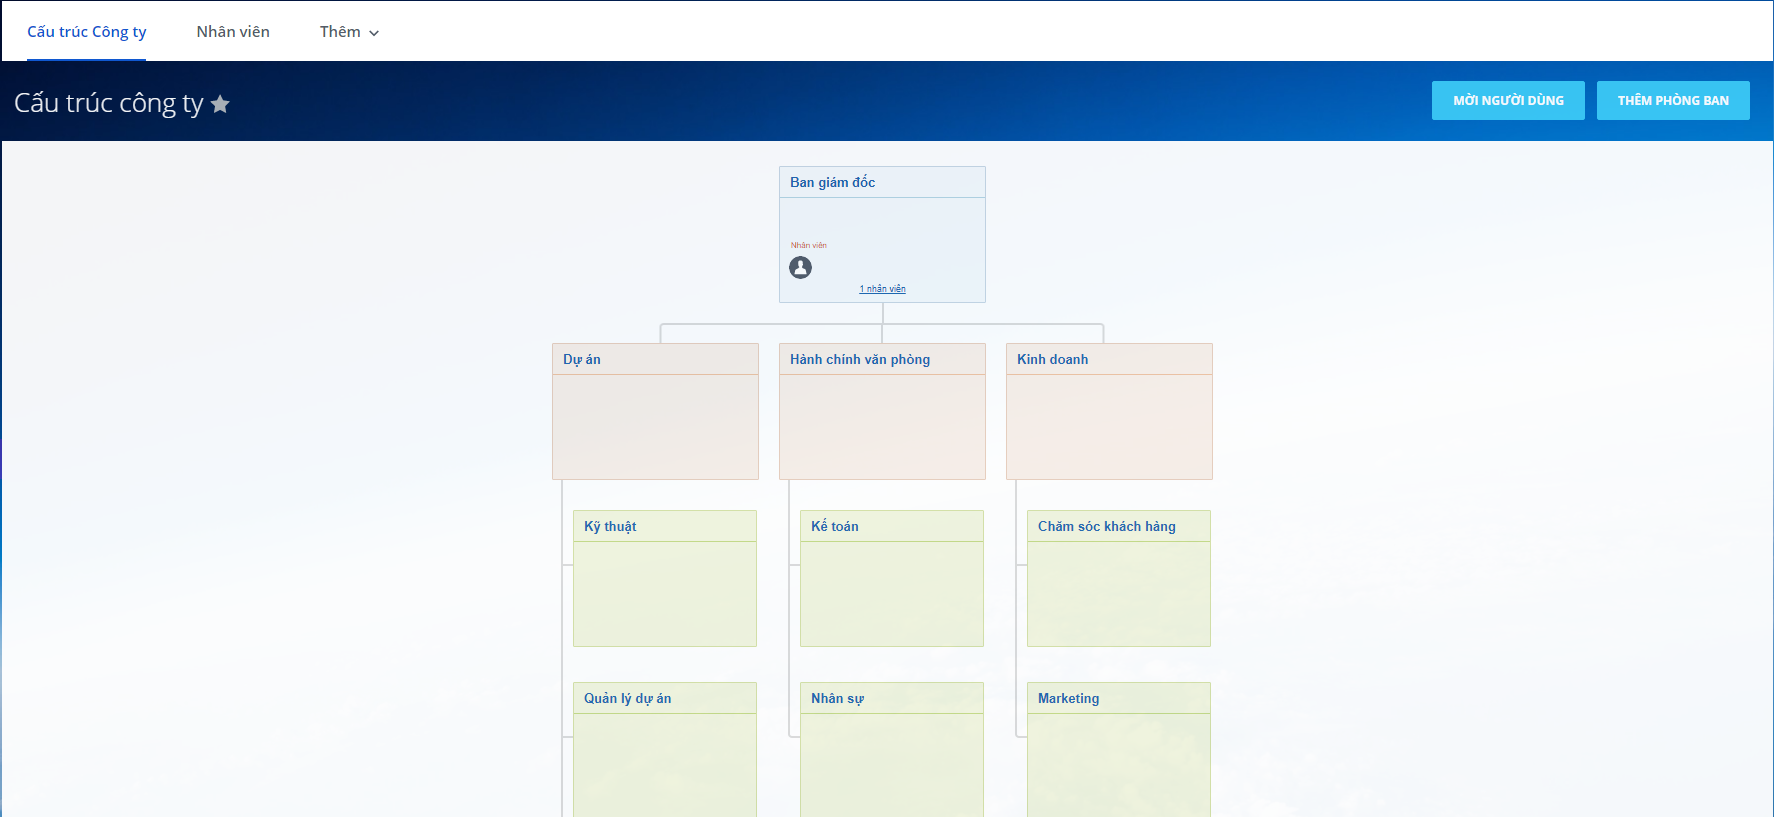 Cấu trúc Công ty
Nhân viên
Thêm
Cấu trúc công ty
MỜI NGƯỜI DÙNG
THÊM PHÒNG BAN
Ban giám đốc
Nhân viên
1 nhân viên
Dự án
Hành chính văn phòng
Kinh doanh
Kỹ thuật
Kế toán
Chăm sóc khách hàng
Quản lý dự án
Nhân sự
Marketing